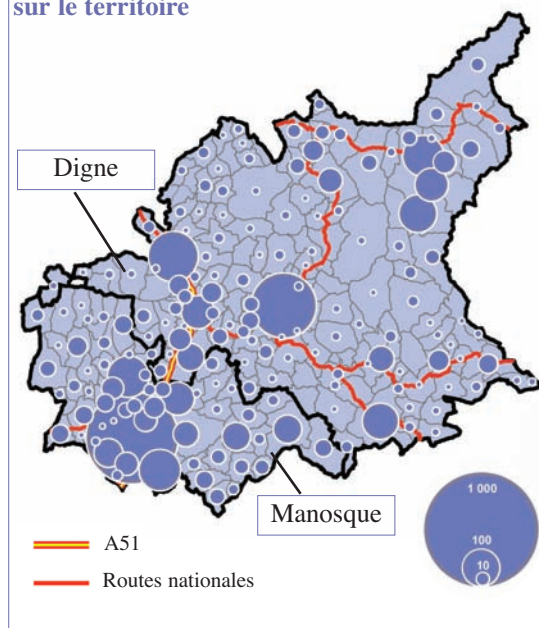 sur le territoire
Digne
Manosque
1 000
100
10
A51
Routes nationales